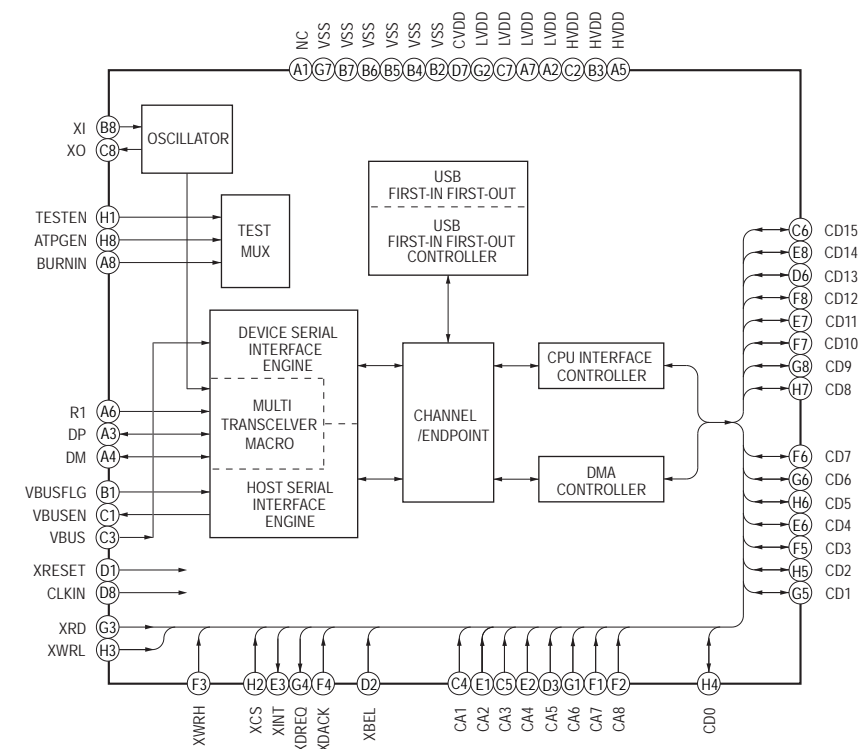 NC VSS VSS VSS VSS VSS VSS CVDD LVDD LVDD LVDD LVDD HVDD HVDD HVDD
A1 G7 B7 B6 B5 B4 B2 D7 G2 C7 A7 A2 C2 B3 A5
XI B8
XO C8
OSCILLATOR
TESTEN H1
ATPGEN H8
BURNIN A8
TEST
MUX
USB
FIRST-IN FIRST-OUT
USB
FIRST-IN FIRST-OUT
CONTROLLER
DEVICE SERIAL
INTERFACE
ENGINE
MULTI
TRANSCELVER
MACRO
HOST SERIAL
INTERFACE
ENGINE
CHANNEL
/ENDPOINT
CPU INTERFACE
CONTROLLER
DMA
CONTROLLER
R1 A6
DP A3
DM A4
VBUSFLG B1
VBUSEN C1
VBUS C3
XRESET D1
CLKIN D8
XRD G3
XWRL H3
C6 CD15
E8 CD14
D6 CD13
F8 CD12
E7 CD11
F7 CD10
G8 CD9
H7 CD8
F6 CD7
G6 CD6
H6 CD5
E6 CD4
F5 CD3
H5 CD2
G5 CD1
F3 H2 E3 G4 F4 D2 C4 E1 C5 E2 D3 G1 F1 F2 H4
XWRH XCS XINT XDREQ XDACK XBEL CA1 CA2 CA3 CA4 CA5 CA6 CA7 CA8 CD0